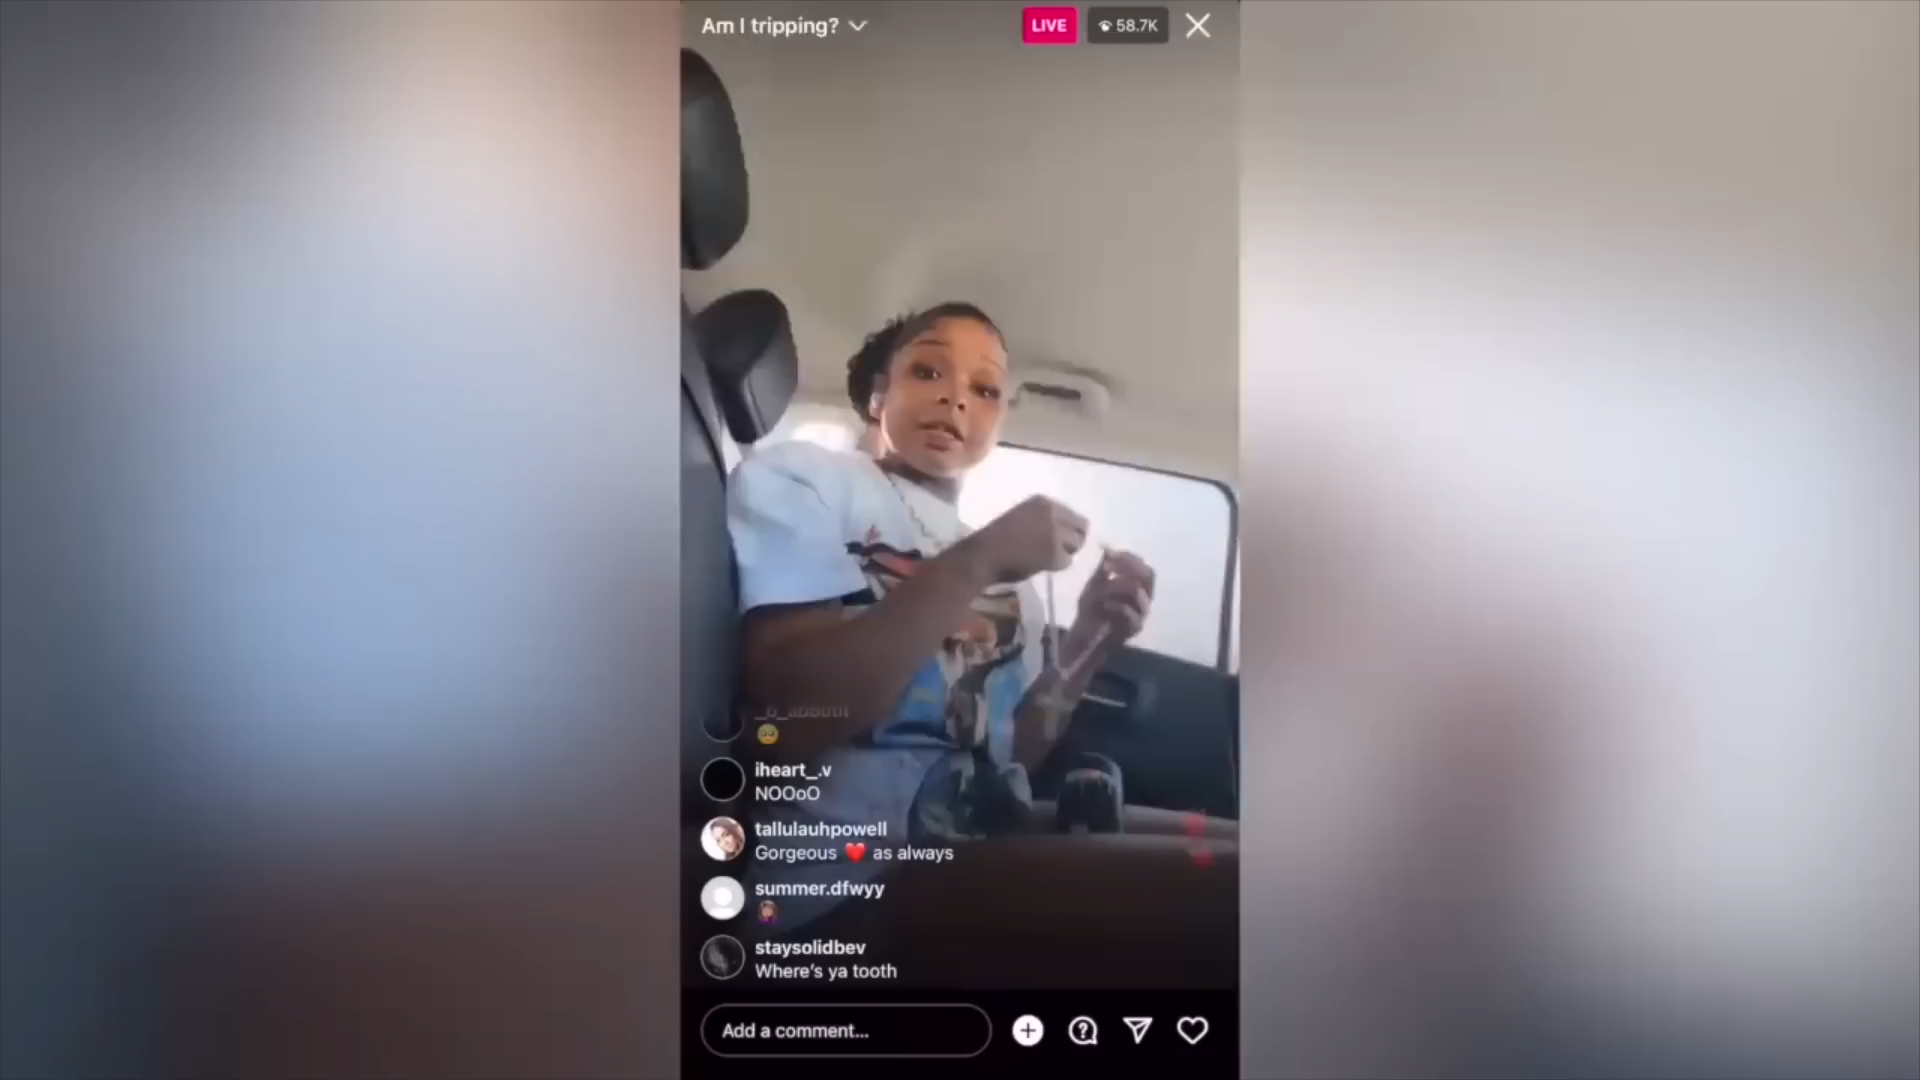 Am I tripping?
LIVE
58.7K
_b_aboutit
🥺
iheart_.v
NOOoO
tallulauhpowell
Gorgeous ❤️ as always
summer.dfwyy
staysolidbev
Where's ya tooth
Add a comment...